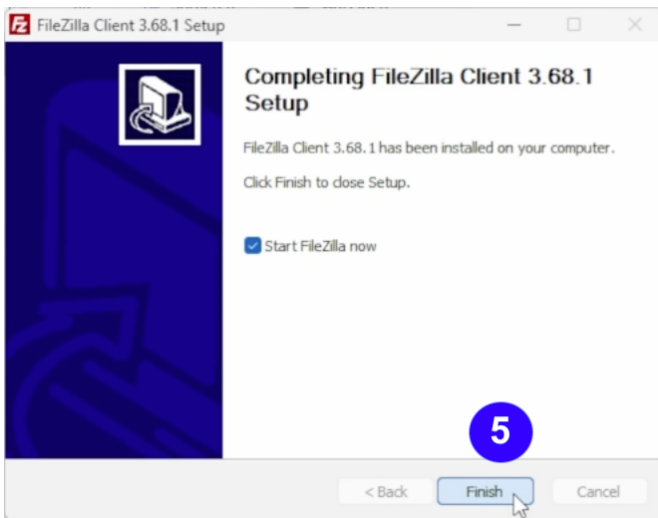 FileZilla Client 3.68.1 Setup
Completing FileZilla Client 3.68.1
Setup
FileZilla Client 3.68.1 has been installed on your computer.
Click Finish to close Setup.
Start FileZilla now
5
< Back
Finish
Cancel